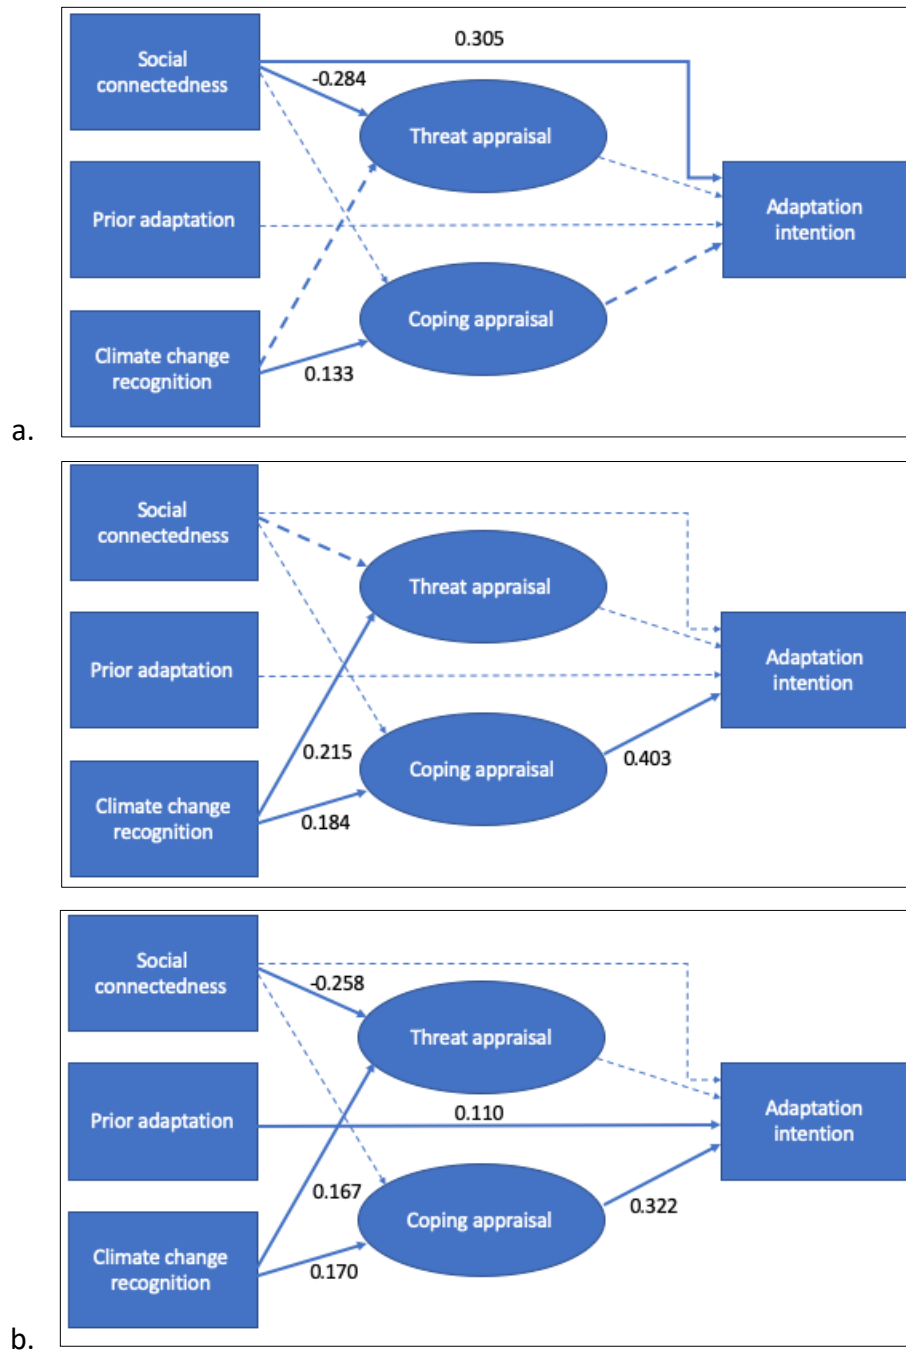 Social
connectedness
0.305
-0.284
Threat appraisal
Prior adaptation
Adaptation
intention
Coping appraisal
Climate change
recognition
0.133
a.
Social
connectedness
Threat appraisal
Prior adaptation
Adaptation
intention
0.215
Coping appraisal
0.403
Climate change
recognition
0.184
Social
connectedness
-0.258
Threat appraisal
Prior adaptation
0.110
Adaptation
intention
0.167
Coping appraisal
0.322
Climate change
recognition
0.170
b.